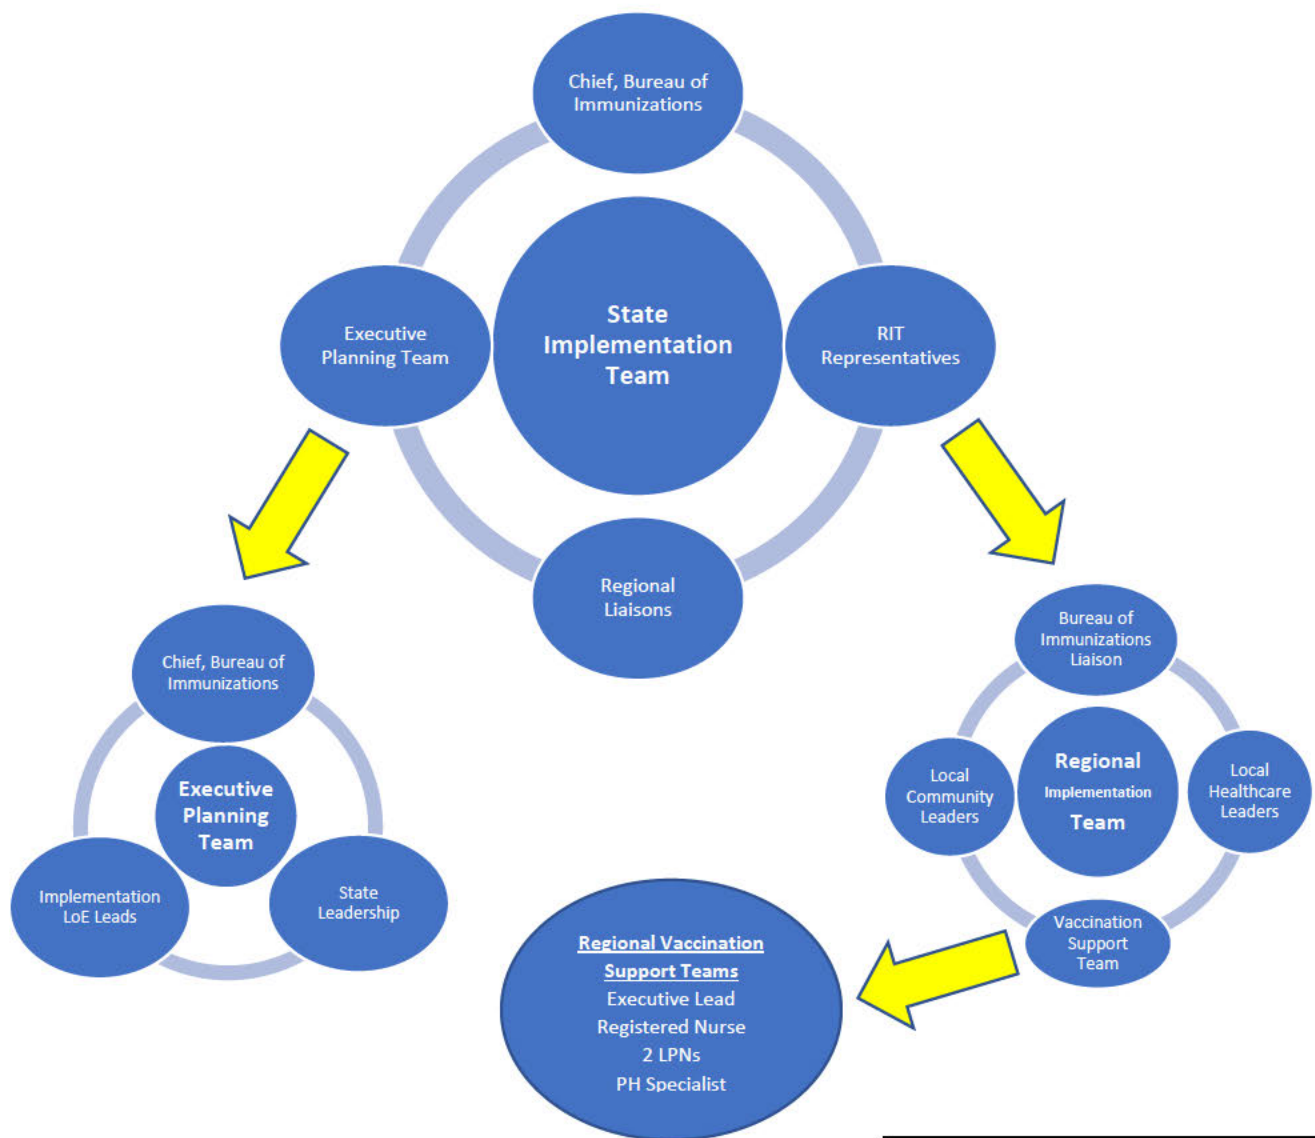 Chief, Bureau of
Immunizations
State
Implementation
Team
Executive
Planning Team
RIT
Representatives
Regional
Liaisons
Chief, Bureau of
Immunizations
Executive
Planning
Team
Implementation
LoE Leads
State
Leadership
Bureau of
Immunizations
Liaison
Local
Community
Leaders
Regional
Implementation
Team
Local
Healthcare
Leaders
Vaccination
Support
Team
Regional Vaccination
Support Teams
Executive Lead
Registered Nurse
2 LPNs
PH Specialist